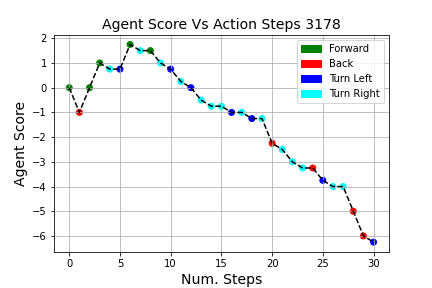 Agent Score Vs Action Steps 3178
Agent Score
2
1
0
−1
−2
−3
−4
−5
−6
Forward
Back
Turn Left
Turn Right
0 5 10 15 20 25 30
Num. Steps